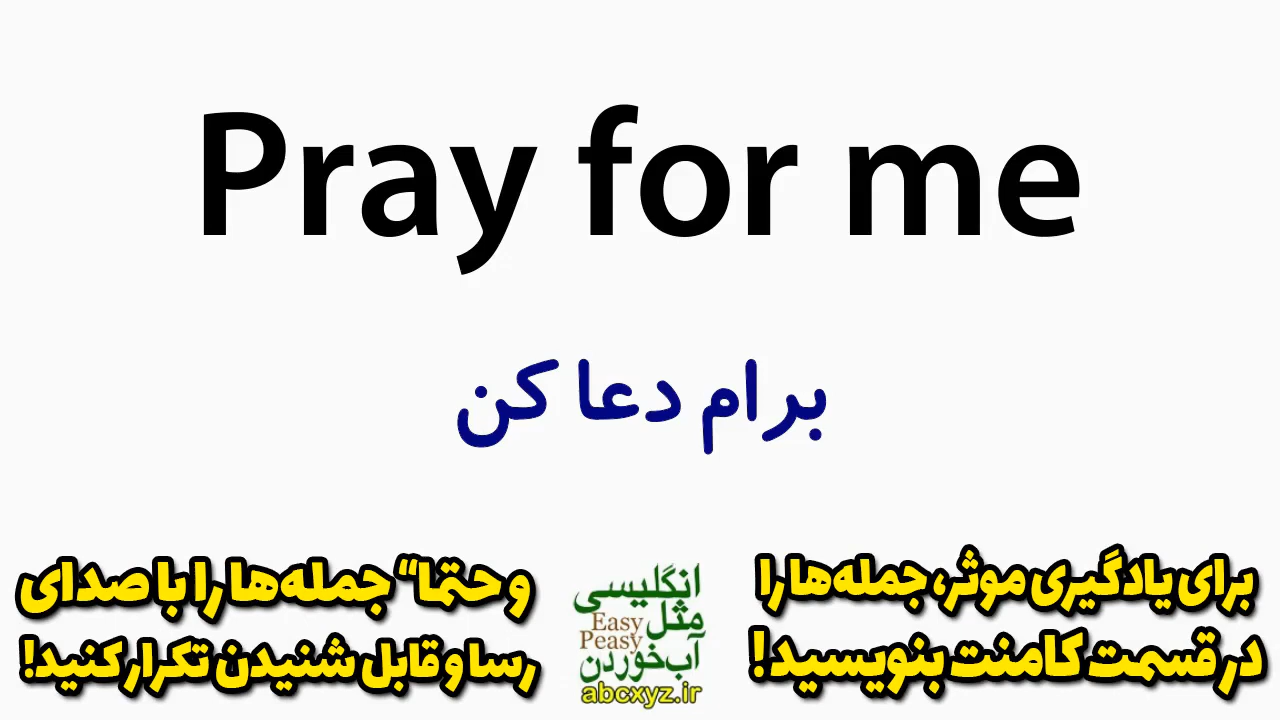 Pray for me
برام دعا کن
برای یادگیری موثر، جمله‌ها را
در قسمت کامنت بنویسید!
و حتما“ جمله‌ها را با صدای
رسا و قابل شنیدن تکرار کنید!
انگلیسی
مثل
Easy
Peasy
آب خوردن
abcxyz.ir